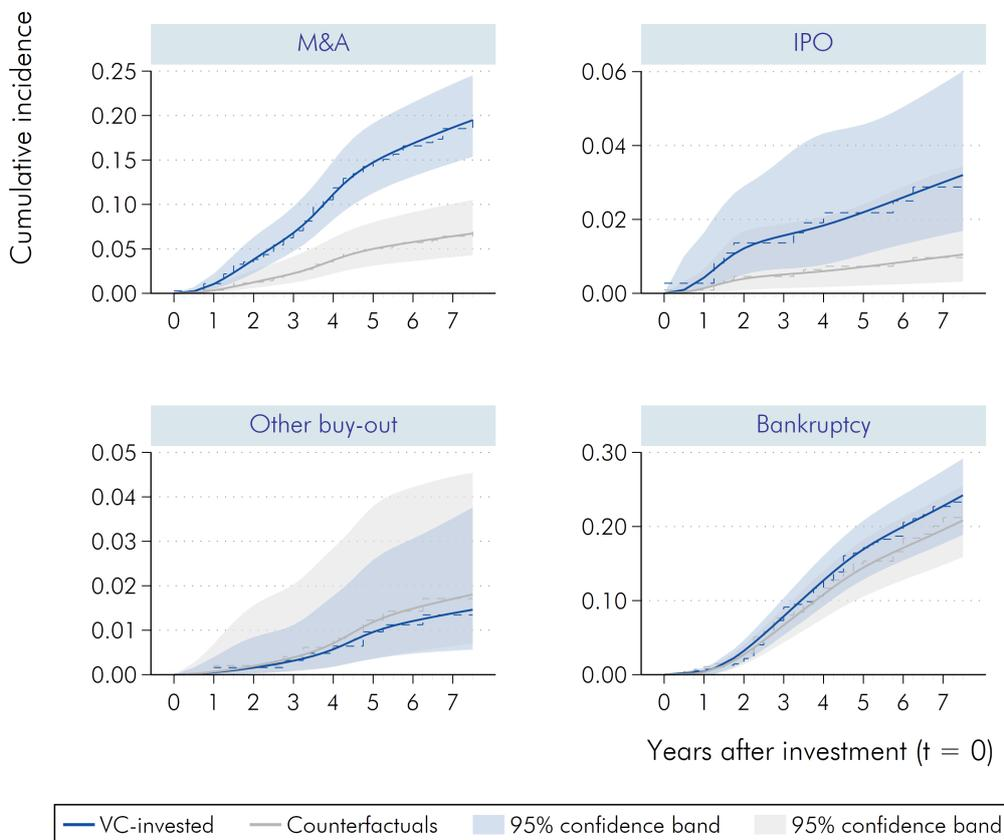 Cumulative incidence
M&A
0.25
0.20
0.15
0.10
0.05
0.00
0 1 2 3 4 5 6 7
IPO
0.06
0.04
0.02
0.00
0 1 2 3 4 5 6 7
Other buy-out
0.05
0.04
0.03
0.02
0.01
0.00
0 1 2 3 4 5 6 7
Bankruptcy
0.30
0.20
0.10
0.00
0 1 2 3 4 5 6 7
Years after investment (t = 0)
VC-invested Counterfactuals 95% confidence band 95% confidence band